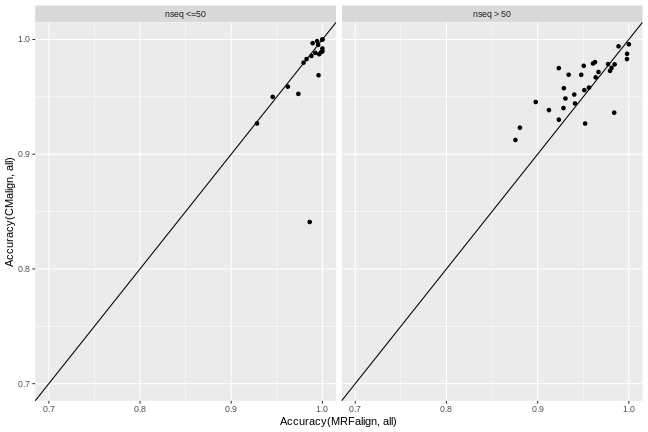 nseq <=50
nseq > 50
1.0
0.9
0.8
0.7
Accuracy(CMalign, all)
0.7 0.8 0.9 1.0
0.7 0.8 0.9 1.0
Accuracy(MRFalign, all)